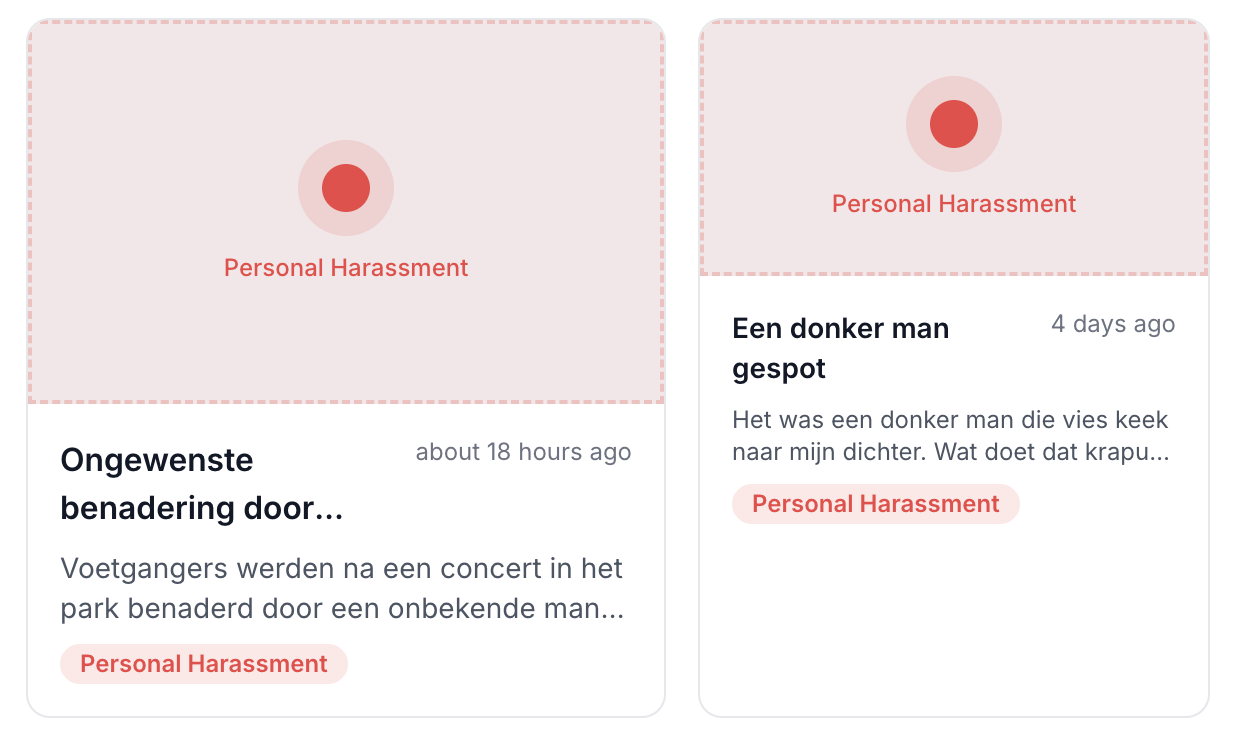 Personal Harassment
Ongewenste
benadering door...
about 18 hours ago
Voetgangers werden na een concert in het
park benaderd door een onbekende man...
Personal Harassment
Personal Harassment
Een donker man
gespot
4 days ago
Het was een donker man die vies keek
naar mijn dichter. Wat doet dat krapu...
Personal Harassment